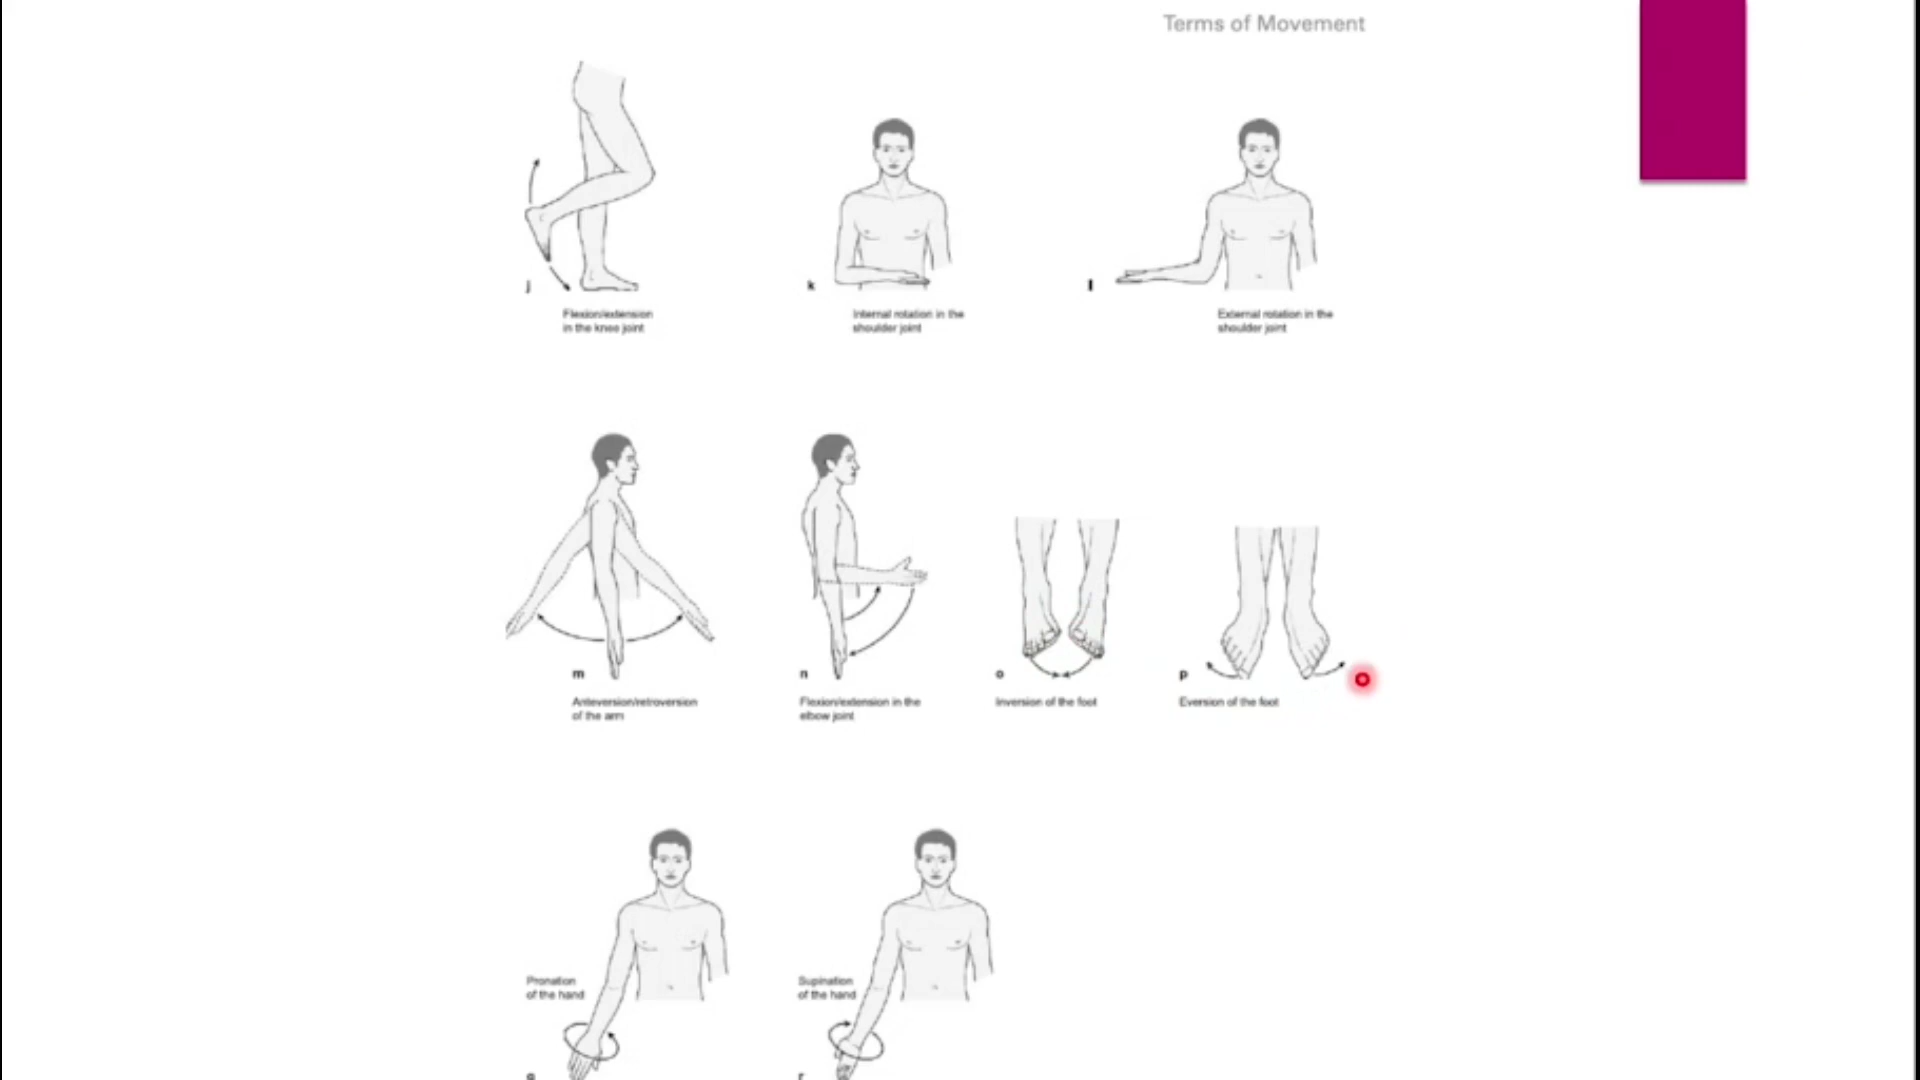 Terms of Movement
j
Flexion/extension
in the knee joint
k
Internal rotation in the
shoulder joint
l
External rotation in the
shoulder joint
m
Anteversion/retroversion
of the arm
n
Flexion/extension in the
elbow joint
o
Inversion of the foot
p
Eversion of the foot
Pronation
of the hand
q
Supination
of the hand
r